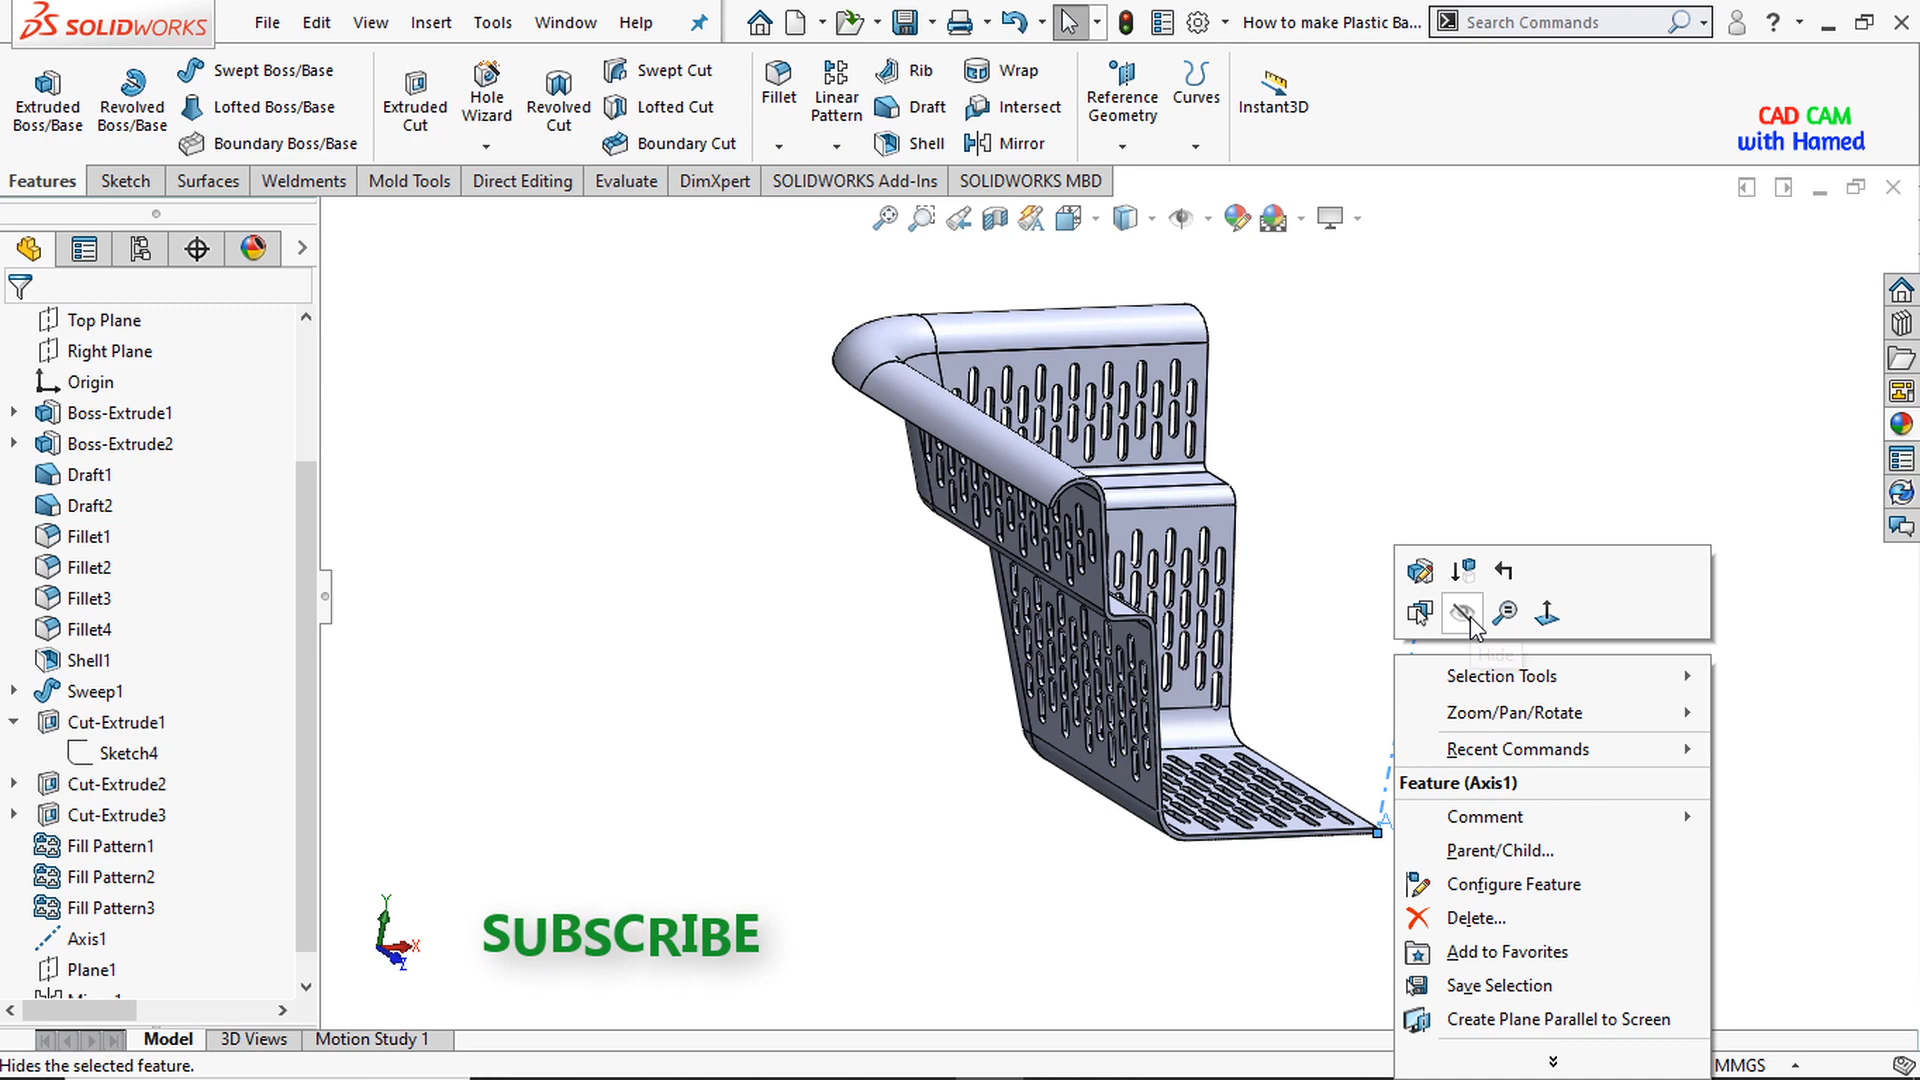 SOLIDWORKS
File Edit View Insert Tools Window Help
How to make Plastic Ba...
Search Commands
Extruded Boss/Base
Revolved Boss/Base
Swept Boss/Base
Lofted Boss/Base
Boundary Boss/Base
Extruded Cut
Hole Wizard
Revolved Cut
Swept Cut
Lofted Cut
Boundary Cut
Fillet
Linear Pattern
Rib
Draft
Shell
Wrap
Intersect
Mirror
Reference Geometry
Curves
Instant3D
CAD CAM
with Hamed
Features Sketch Surfaces Weldments Mold Tools Direct Editing Evaluate DimXpert SOLIDWORKS Add-Ins SOLIDWORKS MBD
Top Plane
Right Plane
Origin
Boss-Extrude1
Boss-Extrude2
Draft1
Draft2
Fillet1
Fillet2
Fillet3
Fillet4
Shell1
Sweep1
Cut-Extrude1
Sketch4
Cut-Extrude2
Cut-Extrude3
Fill Pattern1
Fill Pattern2
Fill Pattern3
Axis1
Plane1
Hide
Selection Tools
Zoom/Pan/Rotate
Recent Commands
Feature (Axis1)
Comment
Parent/Child...
Configure Feature
Delete...
Add to Favorites
Save Selection
Create Plane Parallel to Screen
Y
X
Z
SUBSCRIBE
Model 3D Views Motion Study 1
Hides the selected feature.
MMGS